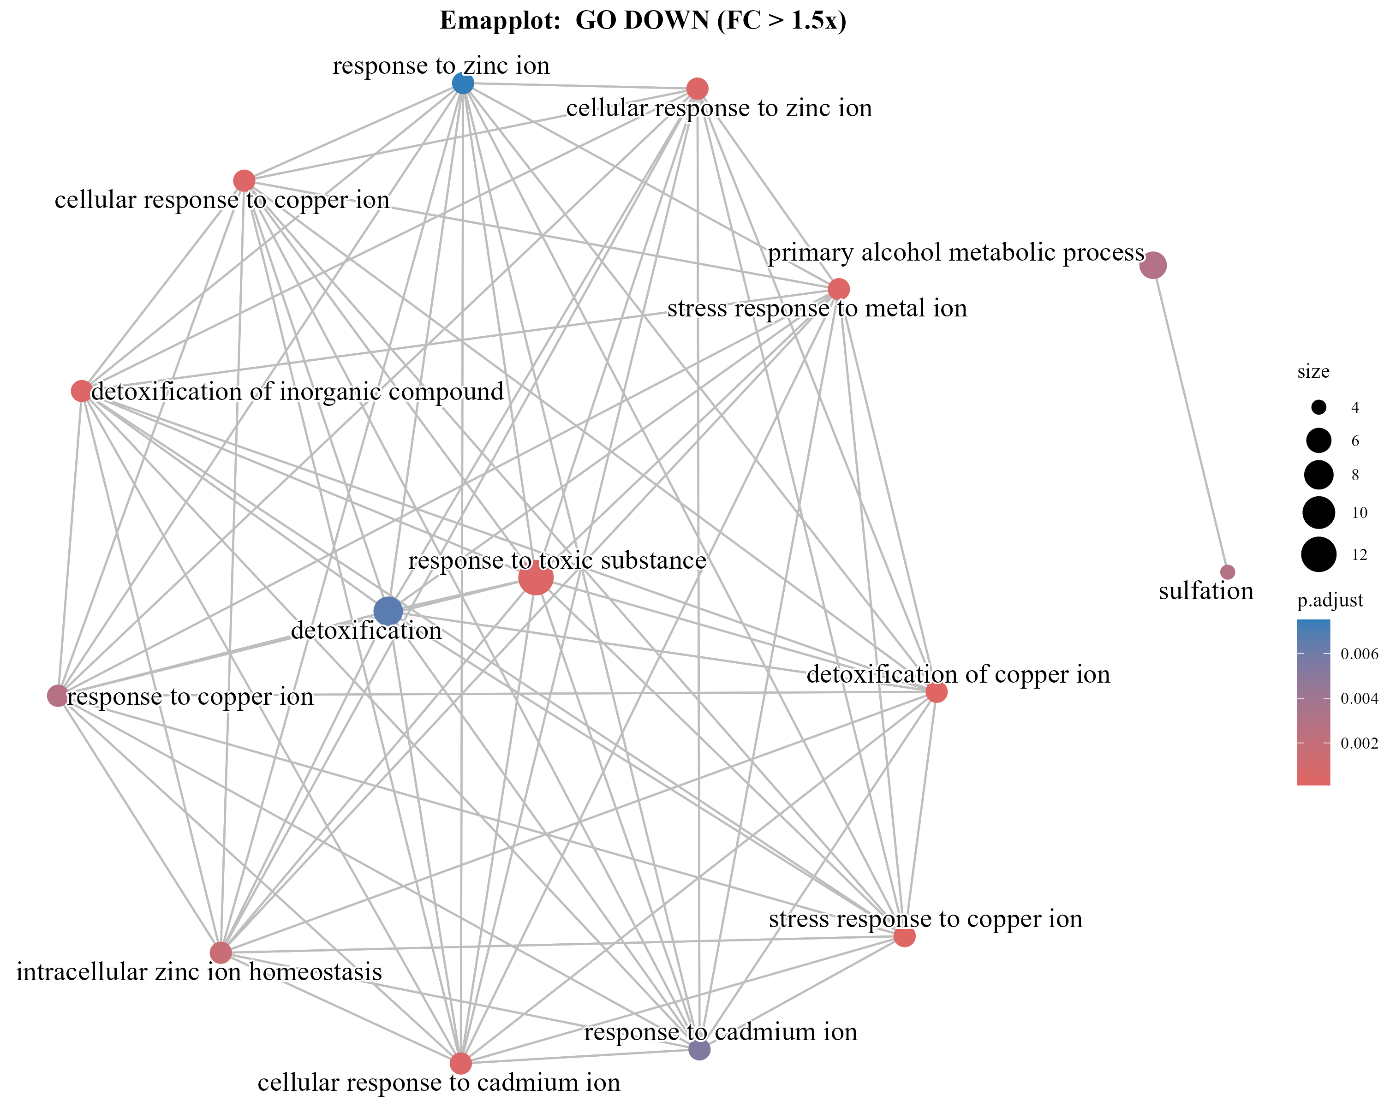 Emapplot:  GO DOWN (FC > 1.5x)
response to zinc ion
cellular response to zinc ion
cellular response to copper ion
primary alcohol metabolic process
stress response to metal ion
detoxification of inorganic compound
response to toxic substance
sulfation
detoxification
detoxification of copper ion
response to copper ion
stress response to copper ion
intracellular zinc ion homeostasis
response to cadmium ion
cellular response to cadmium ion
size
4
6
8
10
12
p.adjust
0.006
0.004
0.002